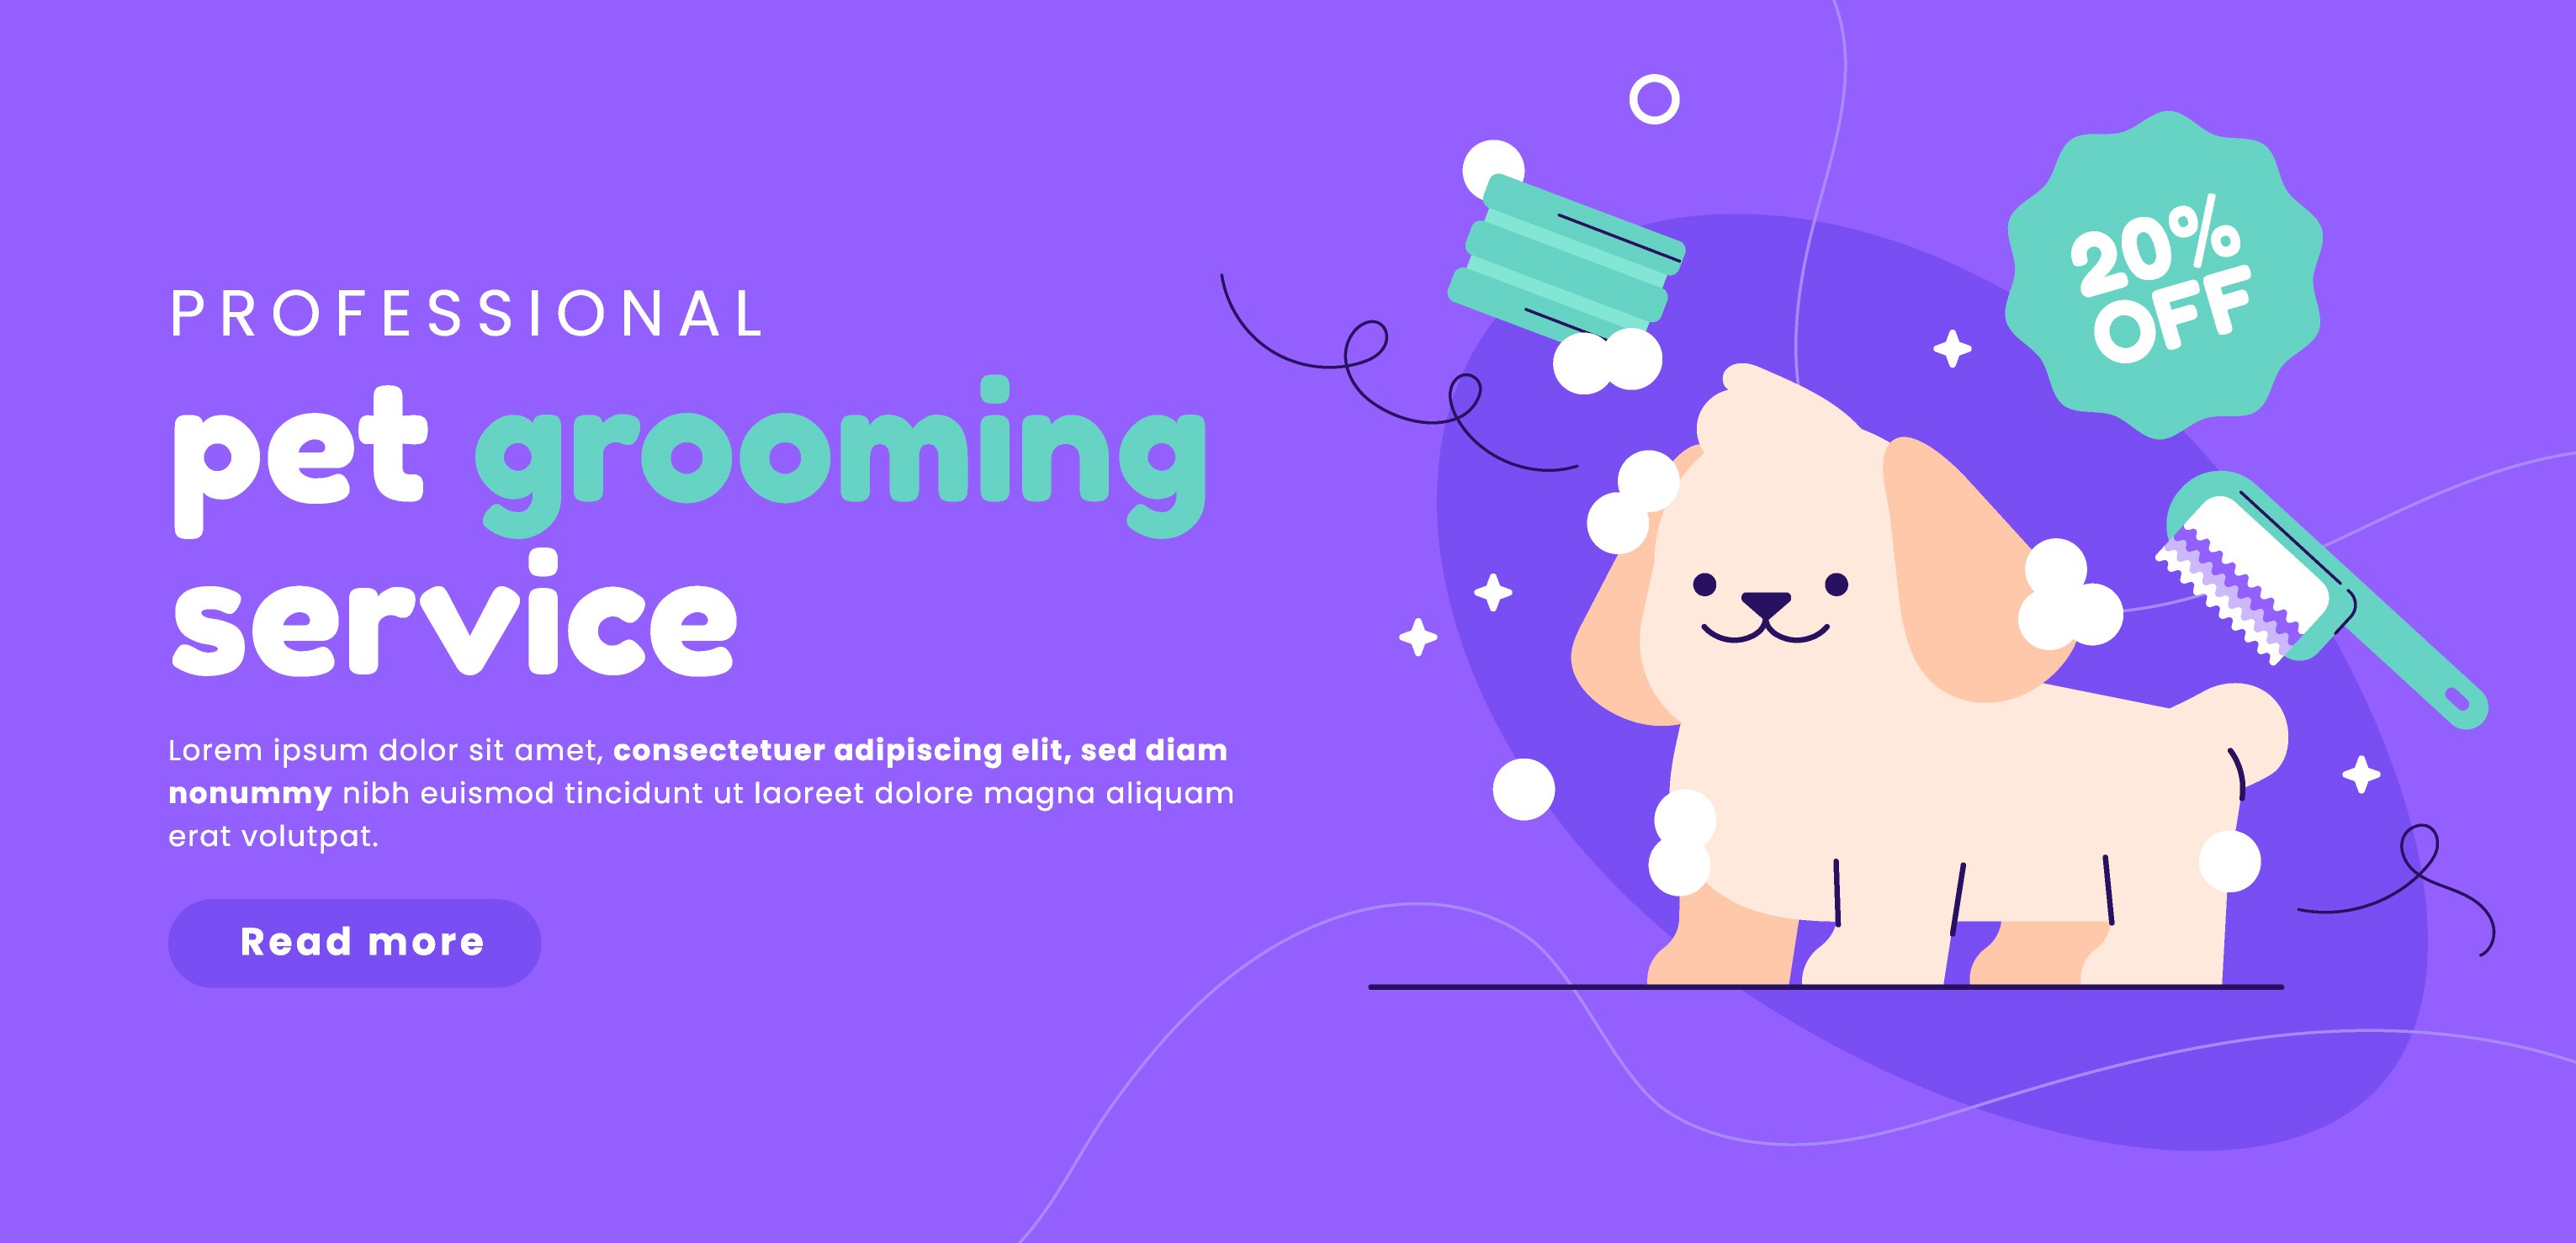 PROFESSIONAL
pet grooming
service
Lorem ipsum dolor sit amet, consectetuer adipiscing elit, sed diam
nonummy nibh euismod tincidunt ut laoreet dolore magna aliquam
erat volutpat.
Read more
20%
OFF